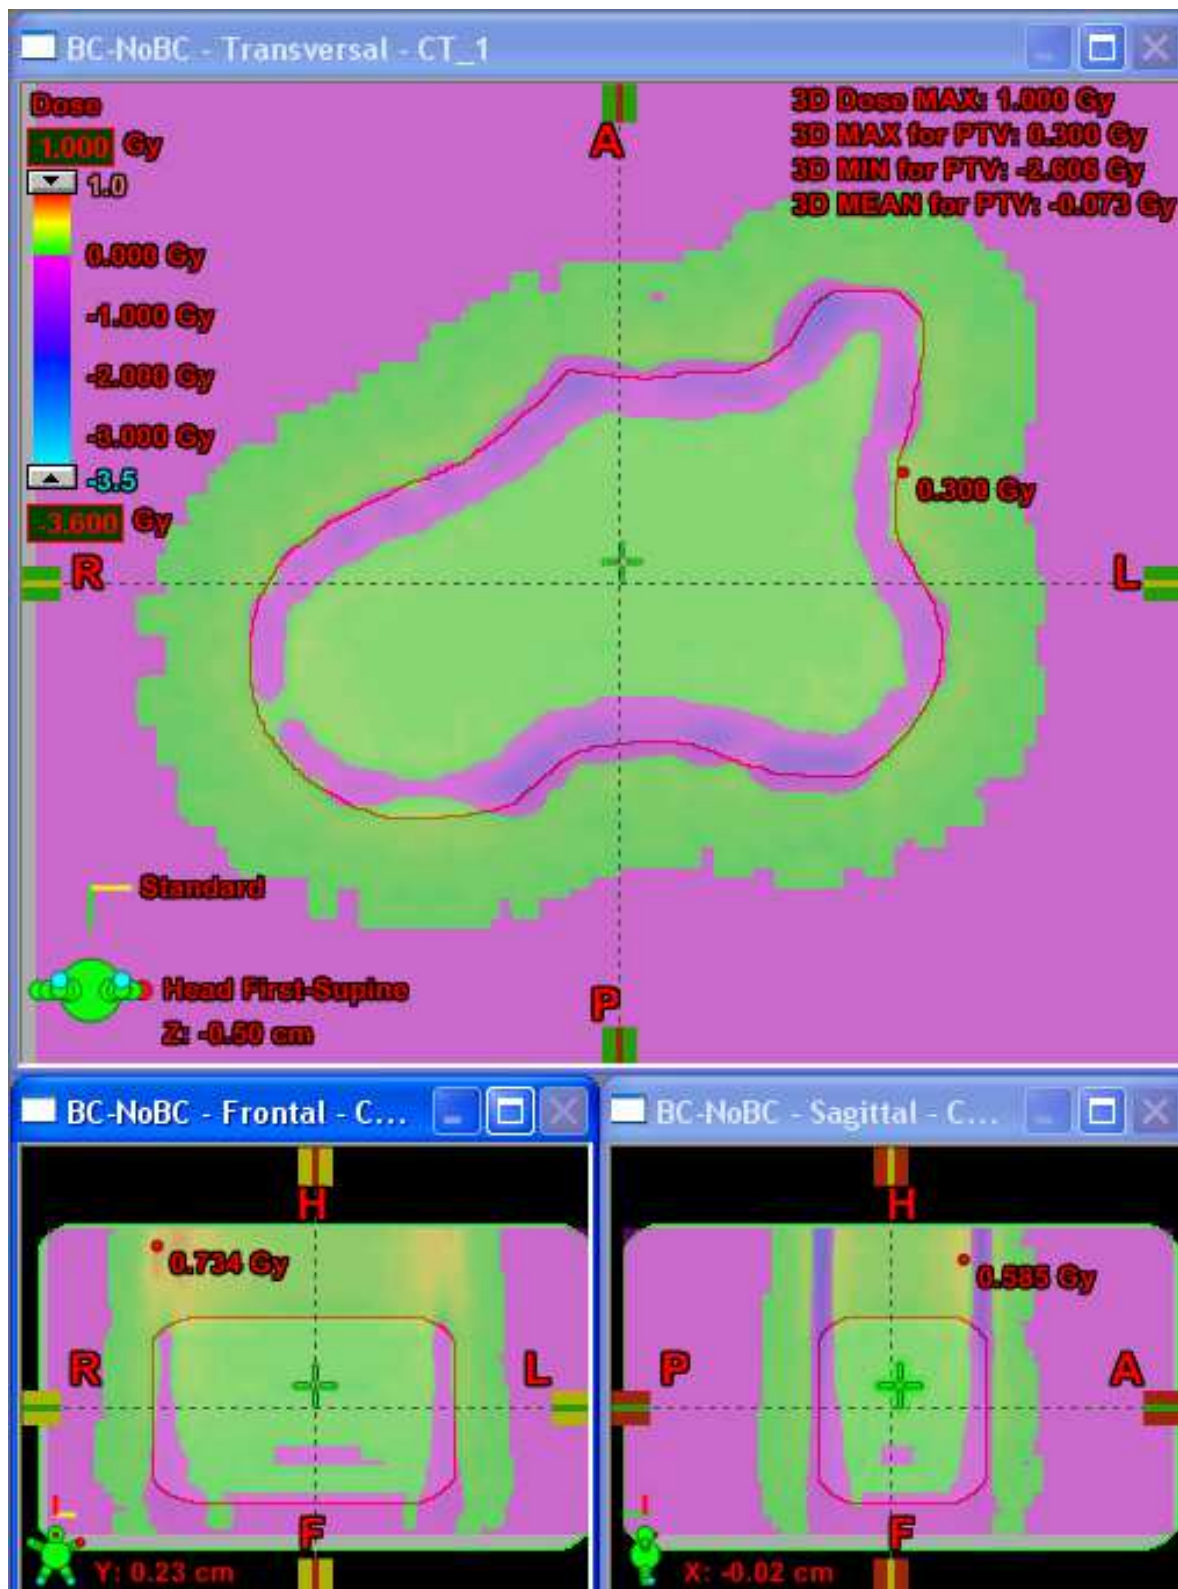 BC-NoBC - Transversal - CT_1
Dose
1.000 Gy
1.0
0.000 Gy
-1.000 Gy
-2.000 Gy
-3.000 Gy
-3.5
-3.600 Gy
3D Dose MAX: 1.000 Gy
3D MAX for PTV: 0.300 Gy
3D MIN for PTV: -2.606 Gy
3D MEAN for PTV: -0.073 Gy
A
0.300 Gy
R
L
Standard
Head First-Supine
Z: -0.50 cm
P
BC-NoBC - Frontal - C...
H
0.734 Gy
R
L
F
Y: 0.23 cm
BC-NoBC - Sagittal - C...
H
0.585 Gy
P
A
F
X: -0.02 cm